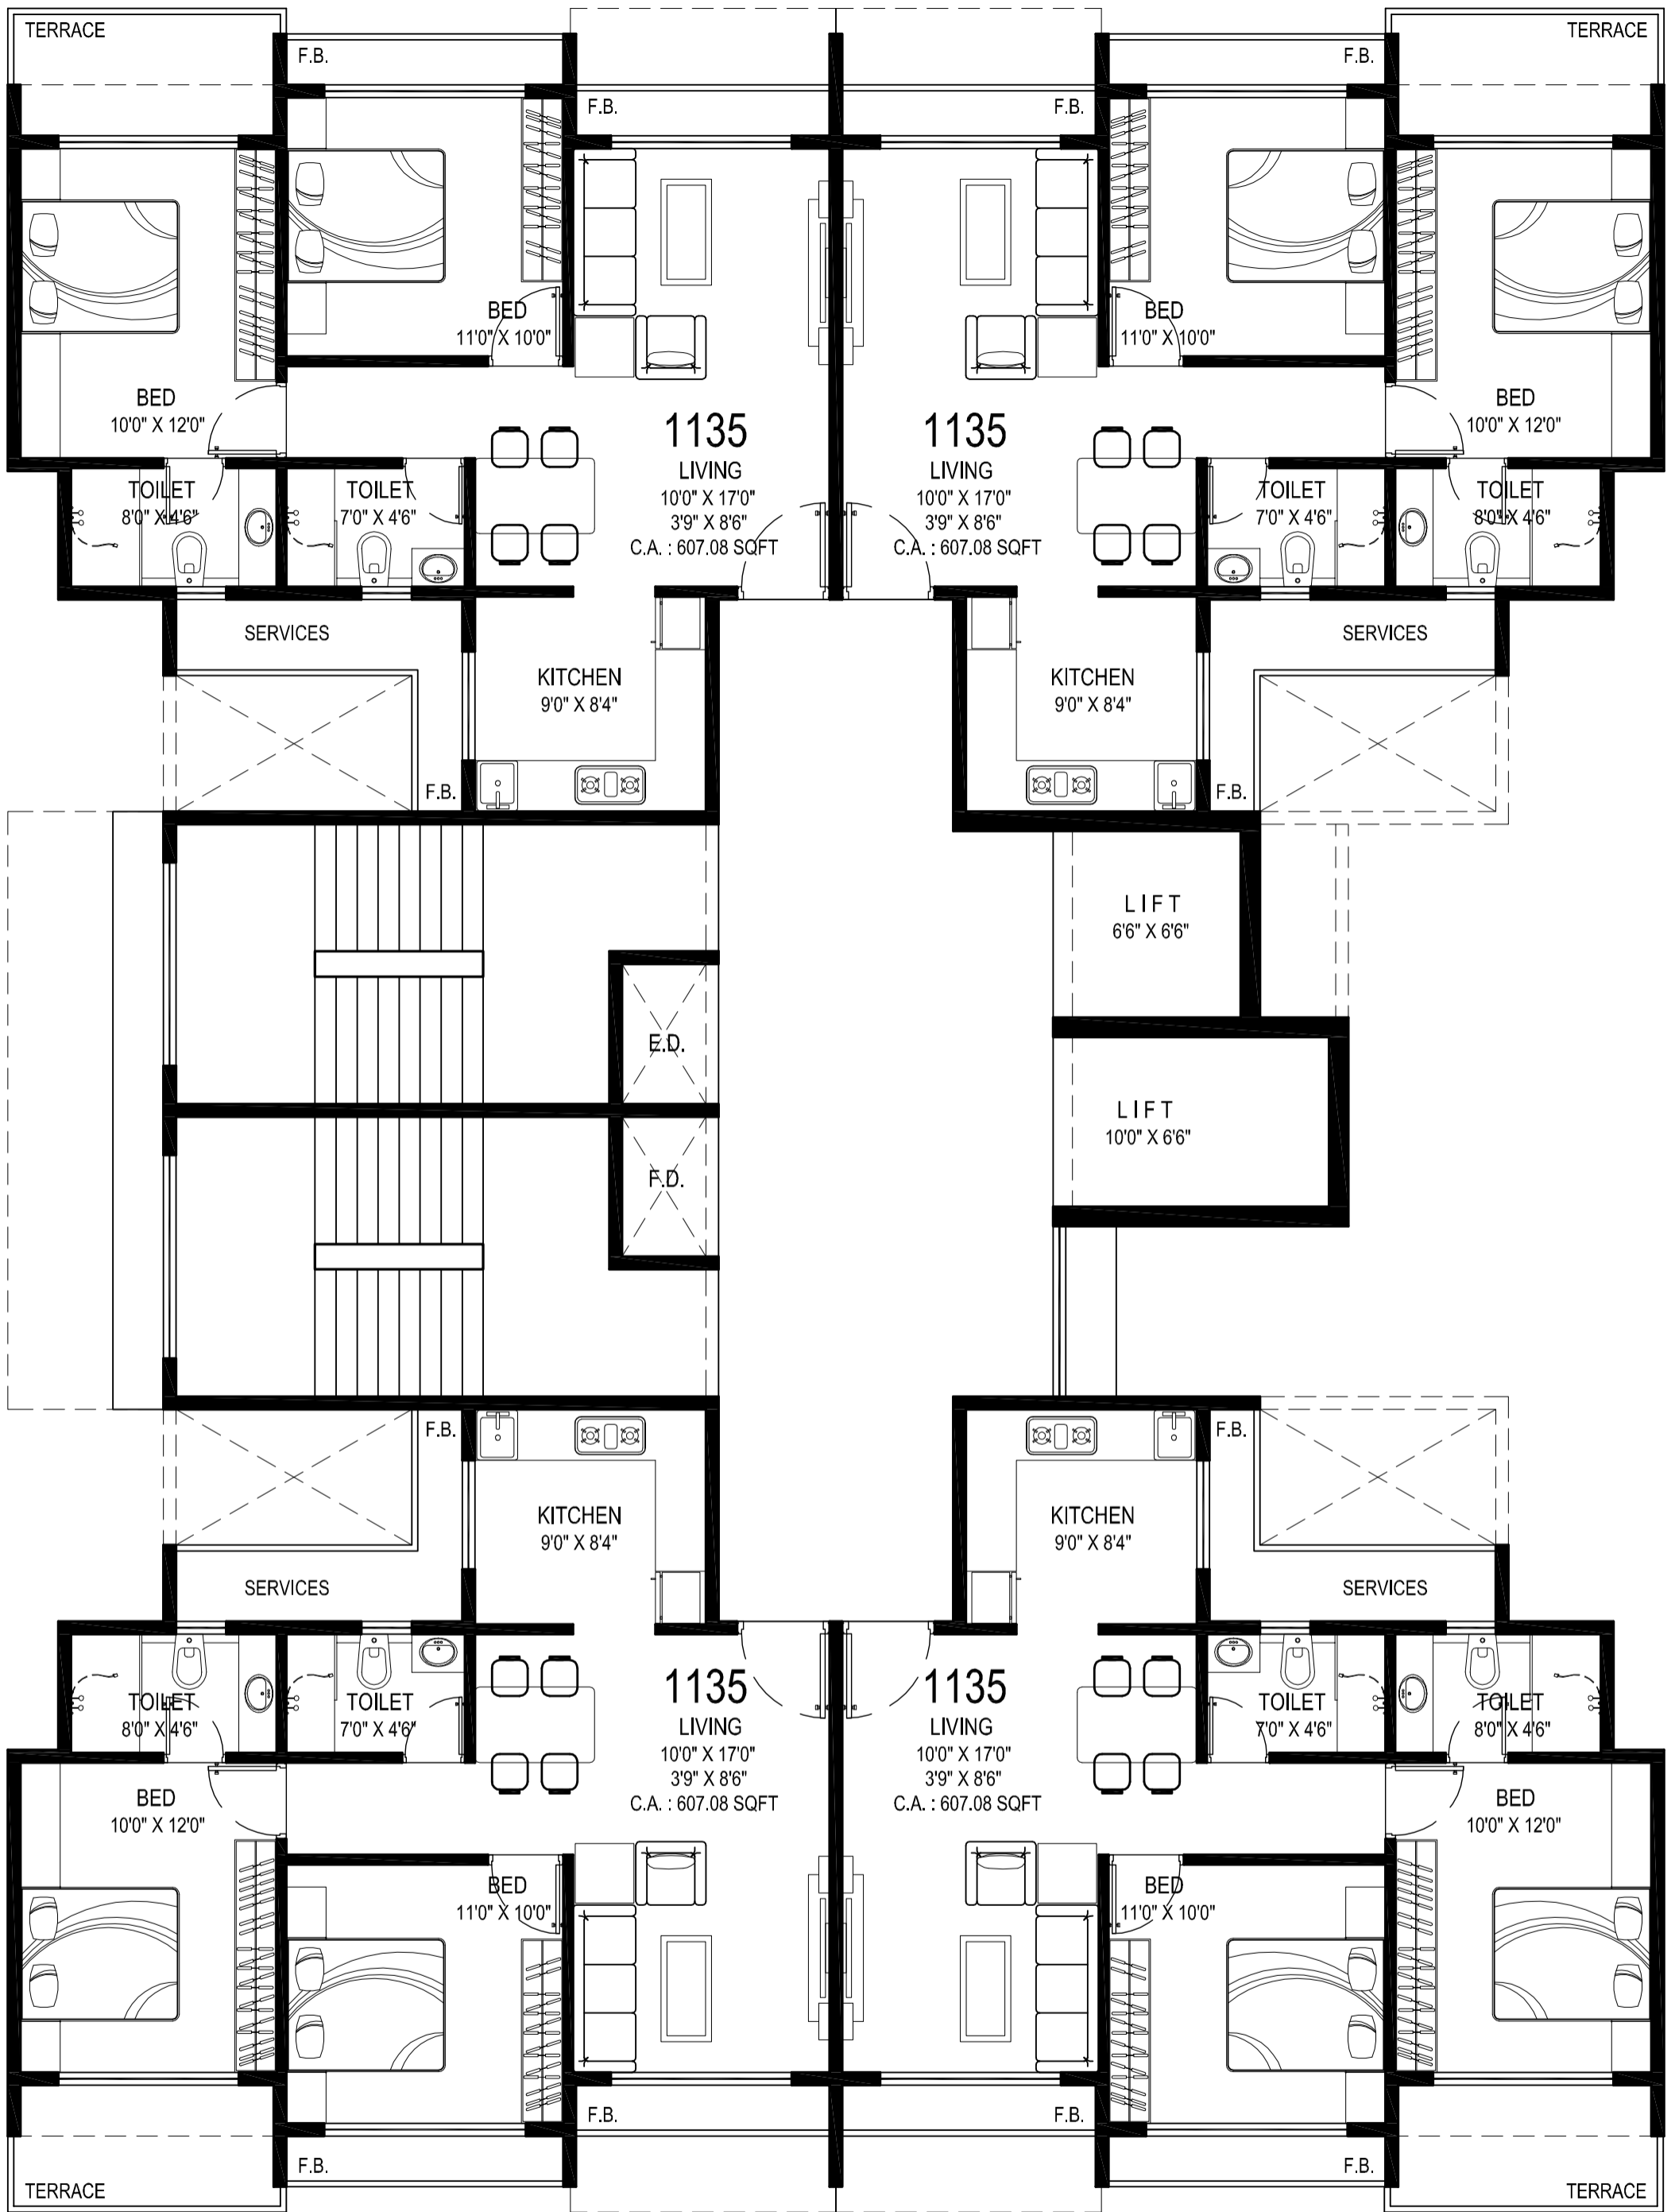 TERRACE
F.B.
F.B.
TERRACE
F.B.
F.B.
BED
11'0" X 10'0"
BED
11'0" X 10'0"
BED
10'0" X 12'0"
BED
10'0" X 12'0"
1135
LIVING
10'0" X 17'0"
3'9" X 8'6"
C.A. : 607.08 SQFT
1135
LIVING
10'0" X 17'0"
3'9" X 8'6"
C.A. : 607.08 SQFT
TOILET
8'0" X 4'6"
TOILET
7'0" X 4'6"
TOILET
7'0" X 4'6"
TOILET
8'0" X 4'6"
SERVICES
SERVICES
KITCHEN
9'0" X 8'4"
KITCHEN
9'0" X 8'4"
F.B.
F.B.
LIFT
6'6" X 6'6"
E.D.
LIFT
10'0" X 6'6"
F.D.
F.B.
F.B.
KITCHEN
9'0" X 8'4"
KITCHEN
9'0" X 8'4"
SERVICES
SERVICES
1135
LIVING
10'0" X 17'0"
3'9" X 8'6"
C.A. : 607.08 SQFT
1135
LIVING
10'0" X 17'0"
3'9" X 8'6"
C.A. : 607.08 SQFT
TOILET
8'0" X 4'6"
TOILET
7'0" X 4'6"
TOILET
7'0" X 4'6"
TOILET
8'0" X 4'6"
BED
10'0" X 12'0"
BED
10'0" X 12'0"
BED
11'0" X 10'0"
BED
11'0" X 10'0"
F.B.
F.B.
F.B.
F.B.
TERRACE
TERRACE